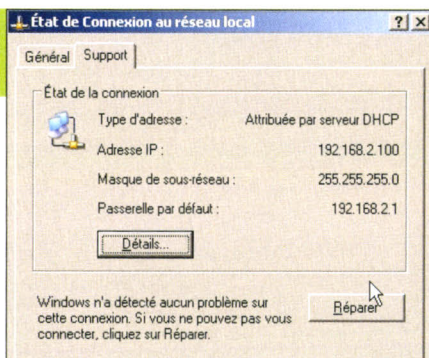 État de Connexion au réseau local
Général Support
État de la connexion
Type d'adresse : Attribuée par serveur DHCP
Adresse IP : 192.168.2.100
Masque de sous-réseau : 255.255.255.0
Passerelle par défaut : 192.168.2.1
Détails...
Windows n'a détecté aucun problème sur
cette connexion. Si vous ne pouvez pas vous
connecter, cliquez sur Réparer.
Réparer